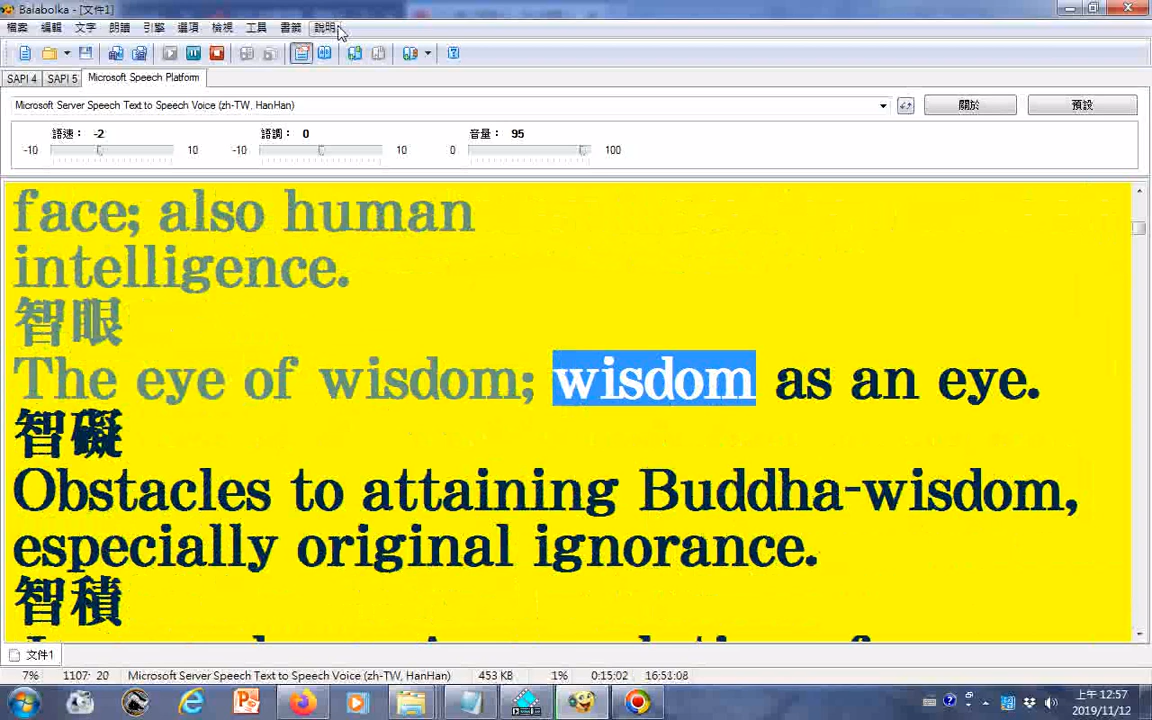 Balabolka - [文件1]
檔案 編輯 文字 朗讀 引擎 選項 檢視 工具 書籤 說明
SAPI 4 SAPI 5 Microsoft Speech Platform
Microsoft Server Speech Text to Speech Voice (zh-TW, HanHan) 關於 預設
語速： -2 語調： 0 音量： 95
-10 10 -10 10 0 100
face; also human
intelligence.
智眼
The eye of wisdom; wisdom as an eye.
智礙
Obstacles to attaining Buddha-wisdom,
especially original ignorance.
智積
文件1
7% 1107: 20 Microsoft Server Speech Text to Speech Voice (zh-TW, HanHan) 453 KB 1% 0:15:02 16:51:08
上午 12:57
2019/11/12